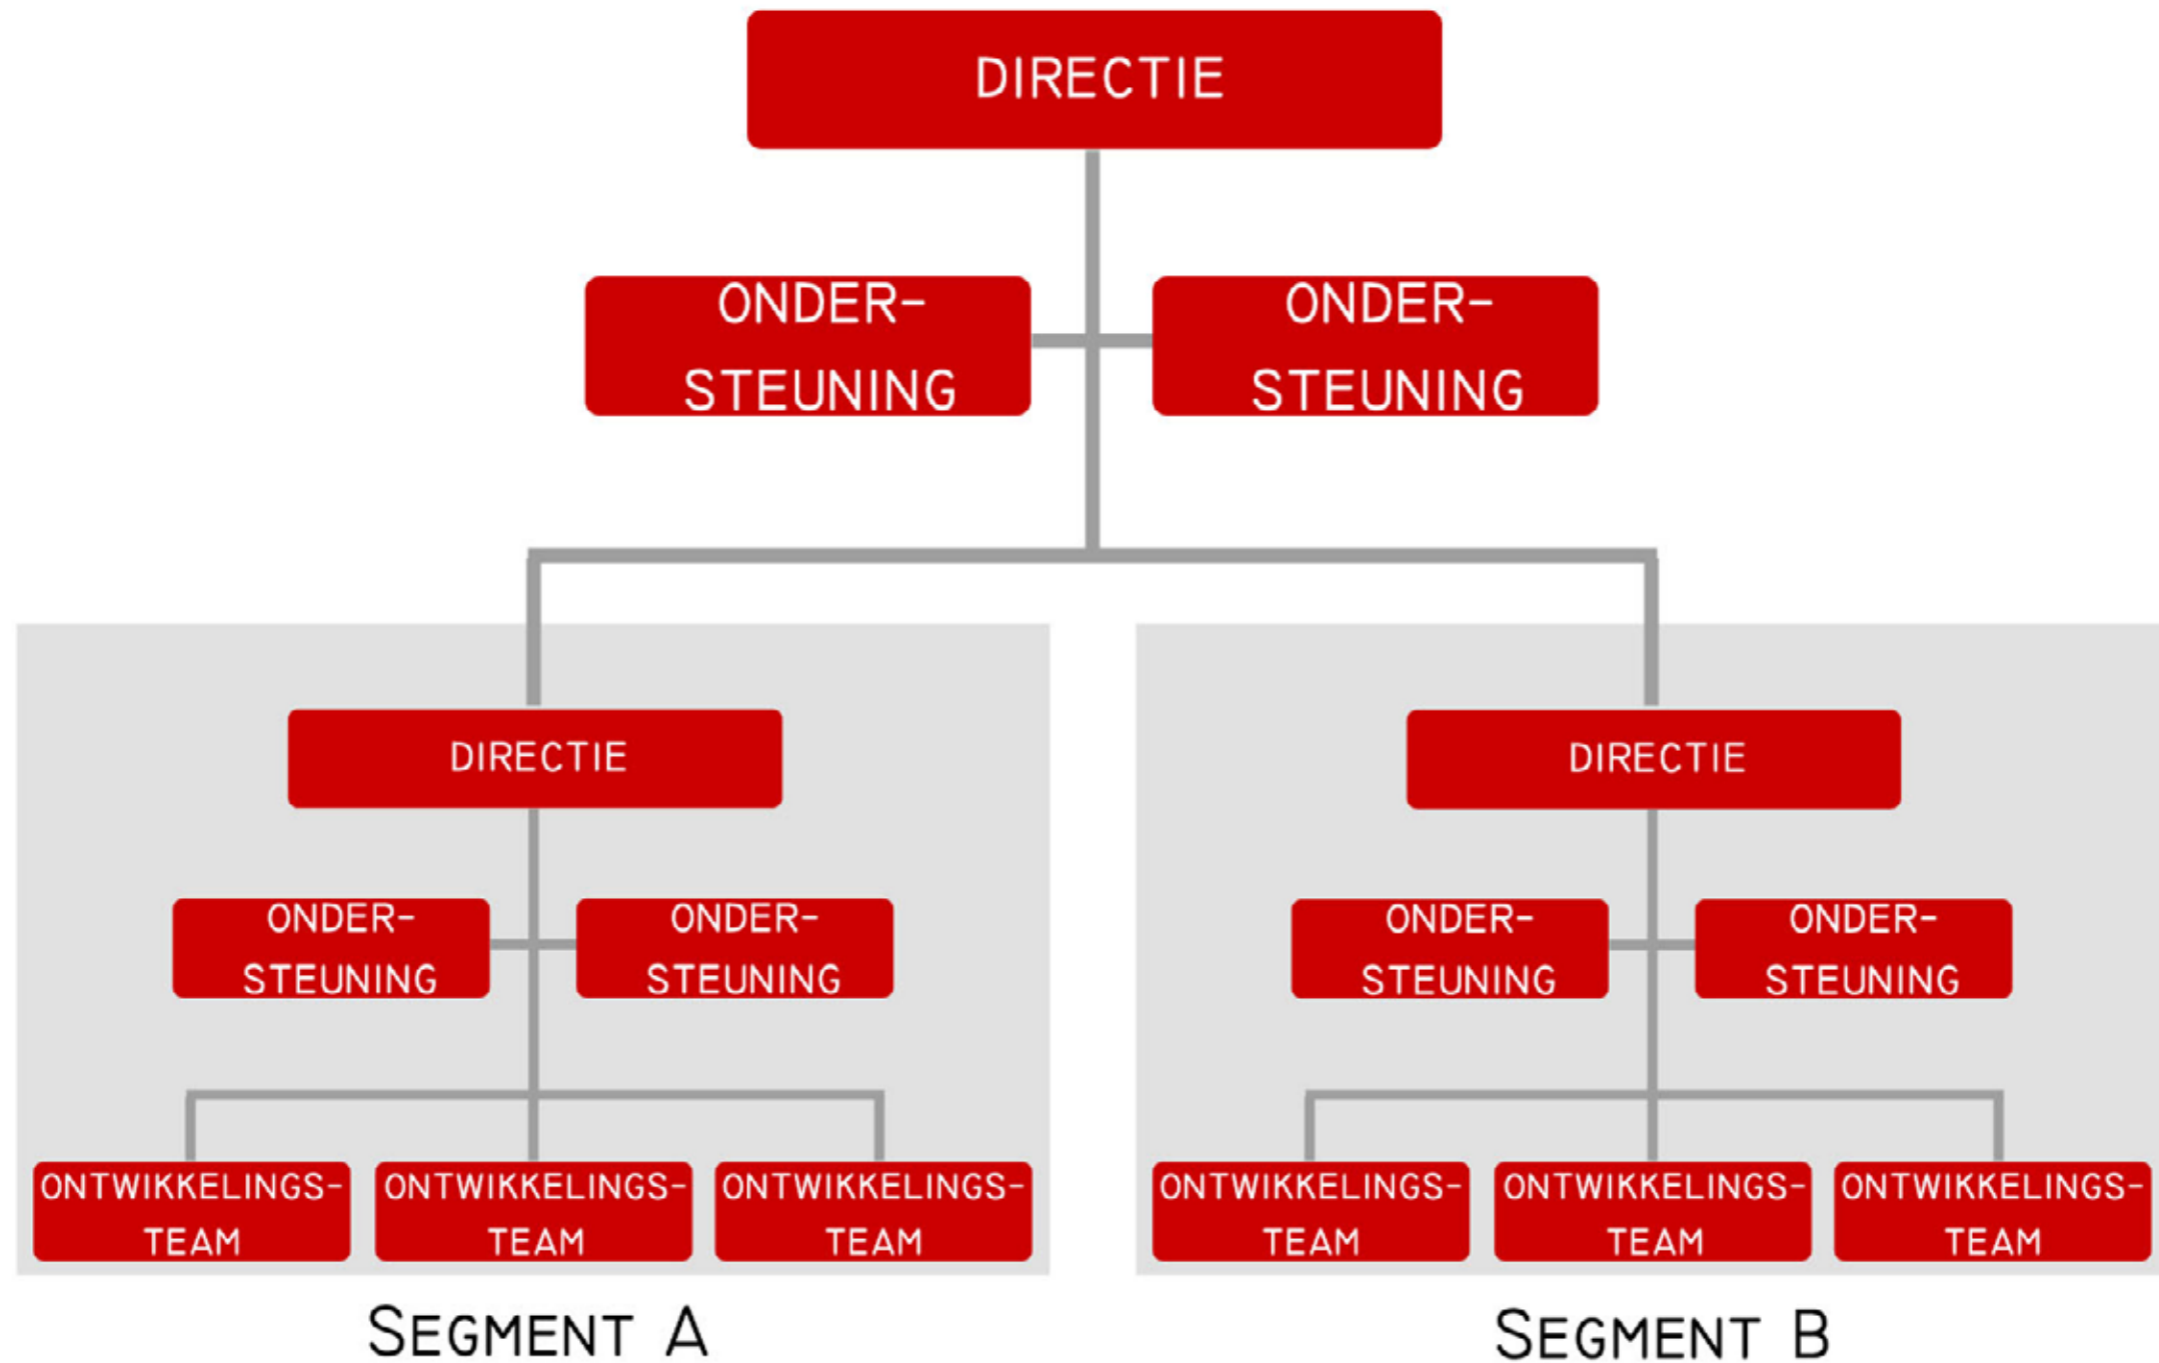 DIRECTIE
ONDER-
STEUNING
ONDER-
STEUNING
DIRECTIE
ONDER-
STEUNING
ONDER-
STEUNING
ONTWIKKELINGS-
TEAM
ONTWIKKELINGS-
TEAM
ONTWIKKELINGS-
TEAM
SEGMENT A
DIRECTIE
ONDER-
STEUNING
ONDER-
STEUNING
ONTWIKKELINGS-
TEAM
ONTWIKKELINGS-
TEAM
ONTWIKKELINGS-
TEAM
SEGMENT B